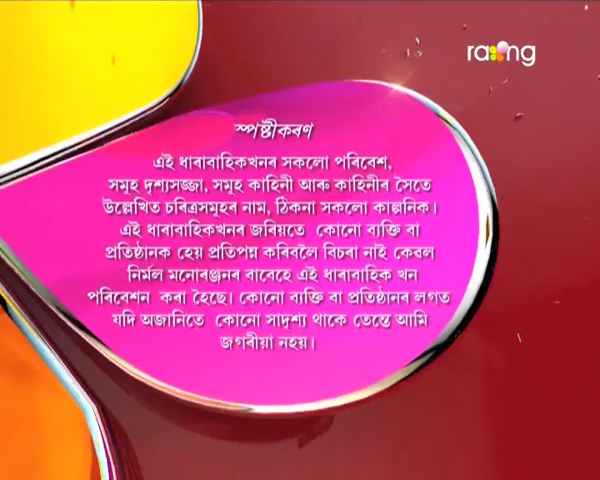 rang
স্পষ্টীকৰণ
এই ধাৰাবাহিকখনৰ সকলো পৰিবেশ,
সমূহ দৃশ্যসজ্জা, সমূহ কাহিনী আৰু কাহিনীৰ সৈতে
উল্লেখিত চৰিত্ৰসমূহৰ নাম, ঠিকনা সকলো কাল্পনিক।
এই ধাৰাবাহিকখনৰ জৰিয়তে কোনো ব্যক্তি বা
প্ৰতিষ্ঠানক হেয় প্ৰতিপন্ন কৰিবলৈ বিচৰা নাই কেৱল
নিৰ্মল মনোৰঞ্জনৰ বাবেহে এই ধাৰাবাহিক খন
পৰিবেশন কৰা হৈছে। কোনো ব্যক্তি বা প্ৰতিষ্ঠানৰ লগত
যদি অজানিতে কোনো সাদৃশ্য থাকে তেন্তে আমি
জগৰীয়া নহয়।